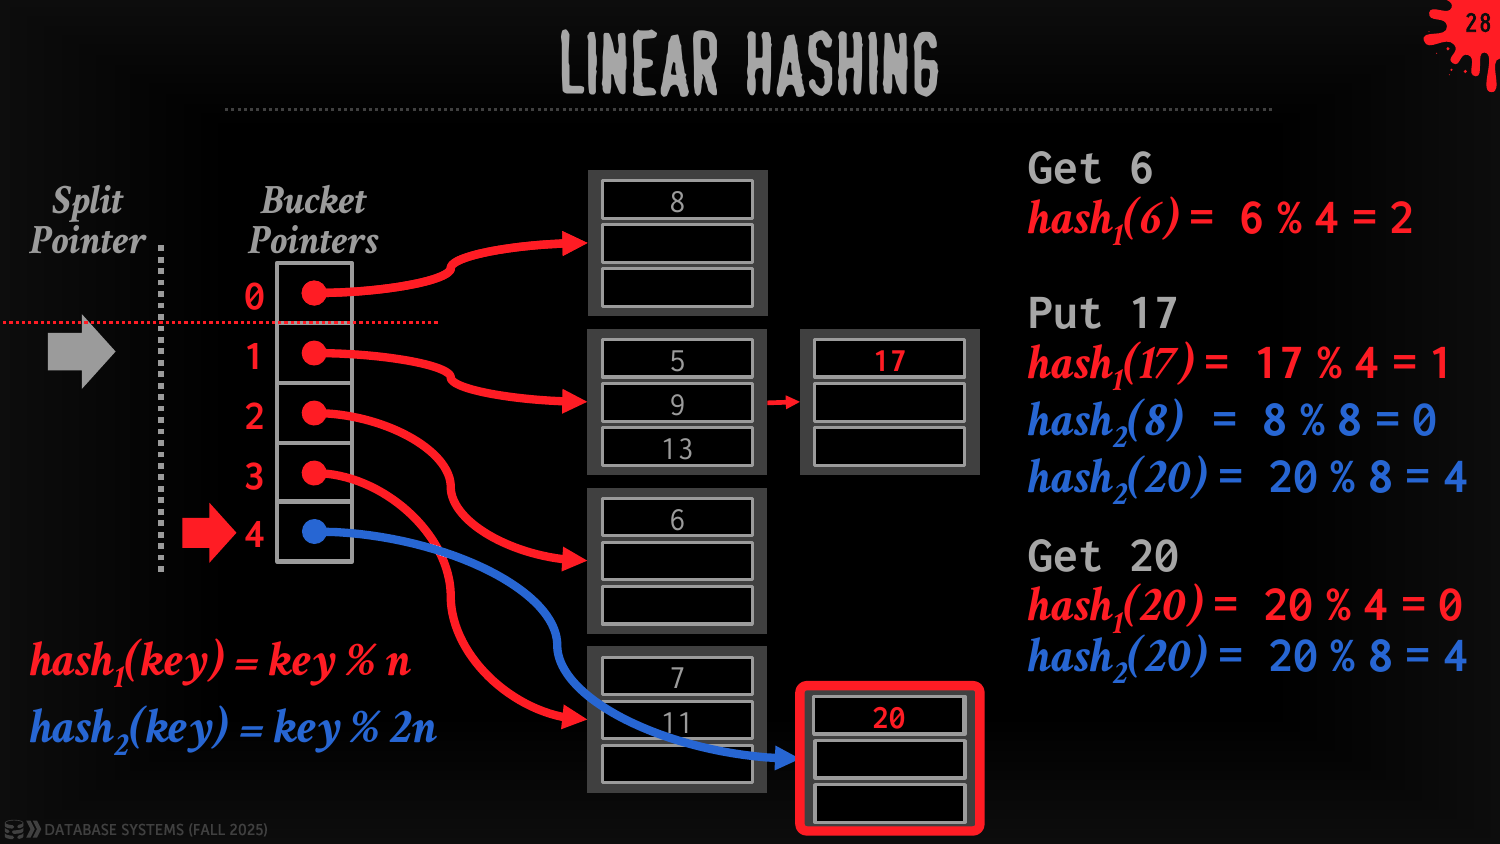 28
LINEAR HASHING
Split
Pointer
Bucket
Pointers
0
1
2
3
4
8
5
9
13
17
6
7
11
20
hash1(key) = key % n
hash2(key) = key % 2n
Get 6
hash1(6) = 6 % 4 = 2
Put 17
hash1(17) = 17 % 4 = 1
hash2(8) = 8 % 8 = 0
hash2(20) = 20 % 8 = 4
Get 20
hash1(20) = 20 % 4 = 0
hash2(20) = 20 % 8 = 4
DATABASE SYSTEMS (FALL 2025)